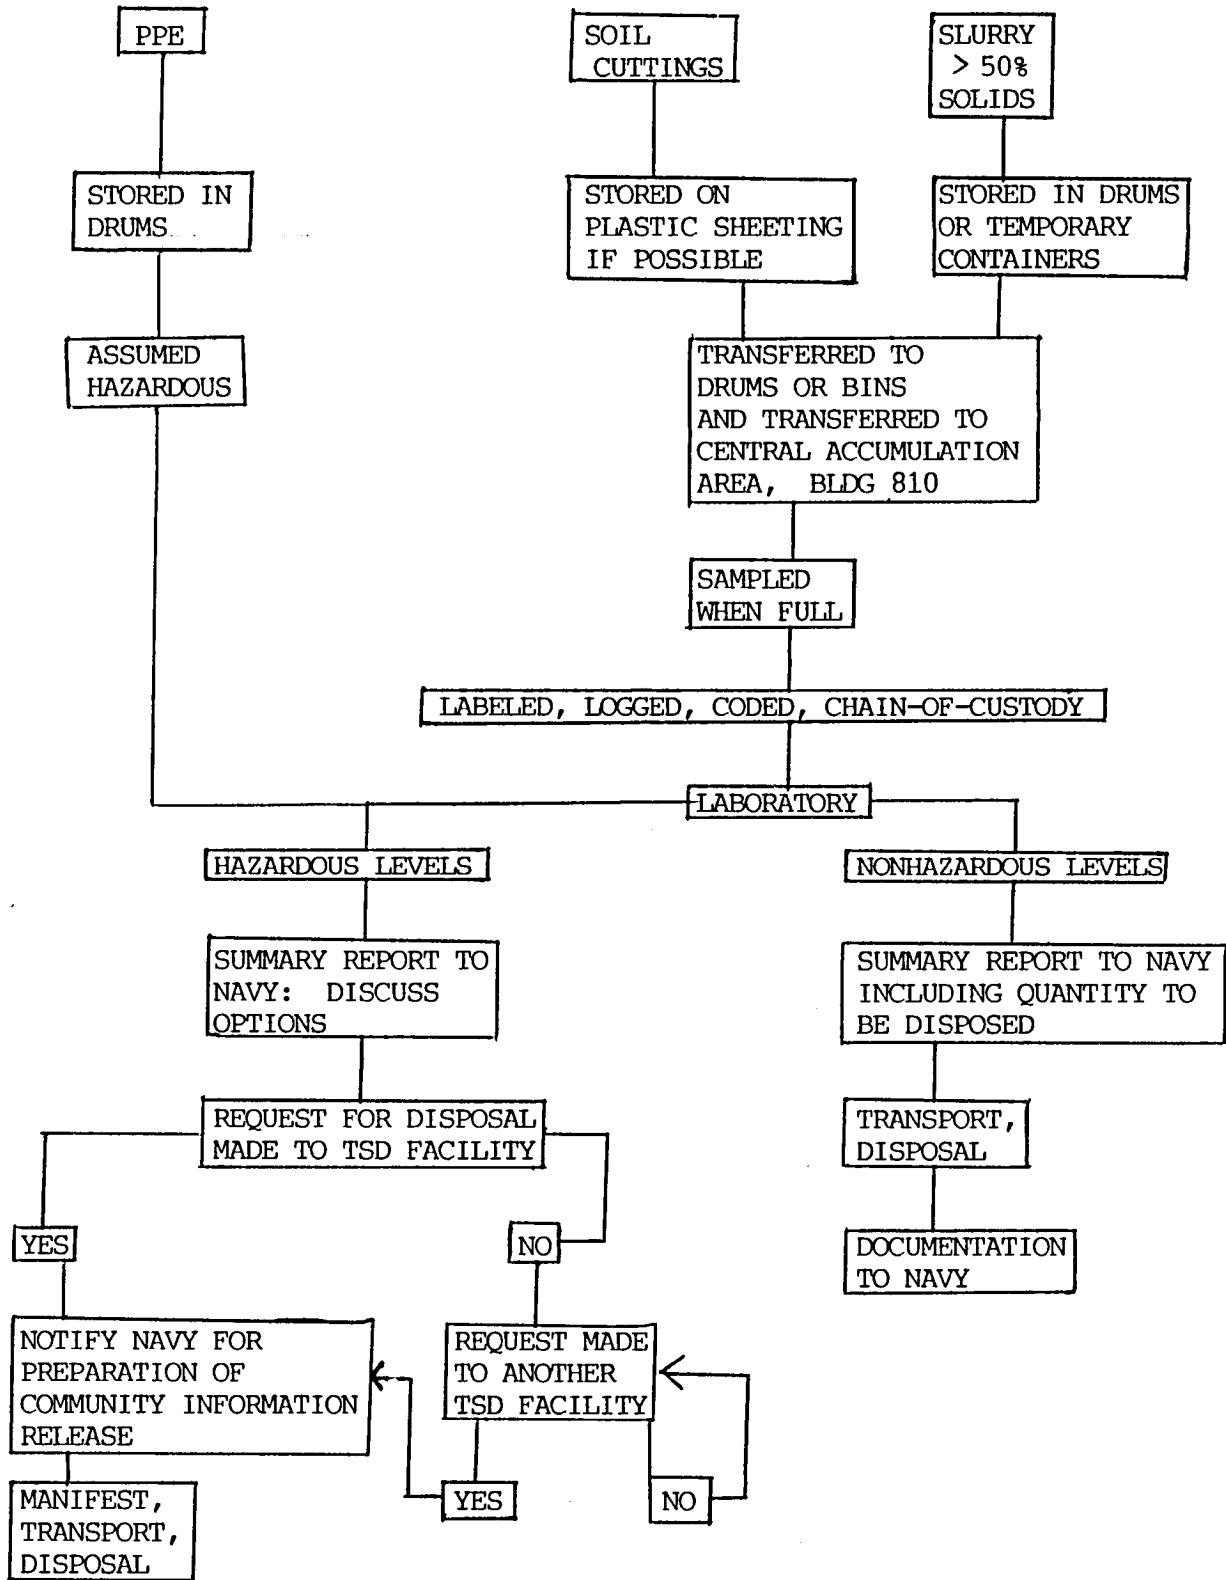 PPE
SOIL
CUTTINGS
SLURRY
> 50%
SOLIDS
STORED IN
DRUMS
STORED ON
PLASTIC SHEETING
IF POSSIBLE
STORED IN DRUMS
OR TEMPORARY
CONTAINERS
ASSUMED
HAZARDOUS
TRANSFERRED TO
DRUMS OR BINS
AND TRANSFERRED TO
CENTRAL ACCUMULATION
AREA, BLDG 810
SAMPLED
WHEN FULL
LABELED, LOGGED, CODED, CHAIN-OF-CUSTODY
LABORATORY
HAZARDOUS LEVELS
NONHAZARDOUS LEVELS
SUMMARY REPORT TO
NAVY: DISCUSS
OPTIONS
SUMMARY REPORT TO NAVY
INCLUDING QUANTITY TO
BE DISPOSED
REQUEST FOR DISPOSAL
MADE TO TSD FACILITY
TRANSPORT,
DISPOSAL
YES
NO
DOCUMENTATION
TO NAVY
NOTIFY NAVY FOR
PREPARATION OF
COMMUNITY INFORMATION
RELEASE
REQUEST MADE
TO ANOTHER
TSD FACILITY
YES
NO
MANIFEST,
TRANSPORT,
DISPOSAL